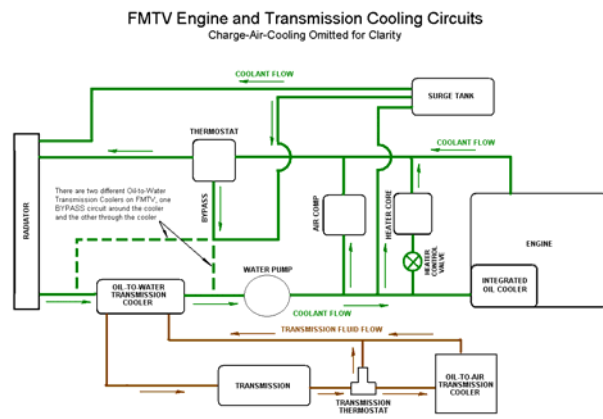 FMTV Engine and Transmission Cooling Circuits
Charge-Air-Cooling Omitted for Clarity
COOLANT FLOW
SURGE TANK
THERMOSTAT
COOLANT FLOW
There are two different Oil-to-Water
Transmission Coolers on FMTV, one
BYPASS circuit around the cooler
and the other through the cooler
RADIATOR
BYPASS
AIR COMP
HEATER CORE
ENGINE
HEATER
CONTROL
VALVE
WATER PUMP
OIL-TO-WATER
TRANSMISSION
COOLER
INTEGRATED
OIL COOLER
COOLANT FLOW
TRANSMISSION FLUID FLOW
TRANSMISSION
TRANSMISSION
THERMOSTAT
OIL-TO-AIR
TRANSMISSION
COOLER